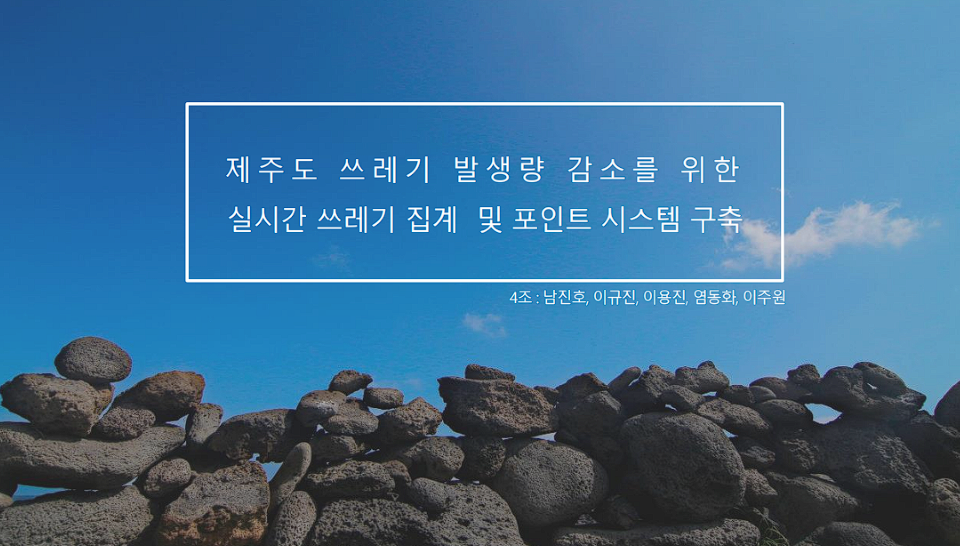 제주도 쓰레기 발생량 감소를 위한
실시간 쓰레기 집계 및 포인트 시스템 구축
4조 : 남진호, 이규진, 이용진, 염동화, 이주원